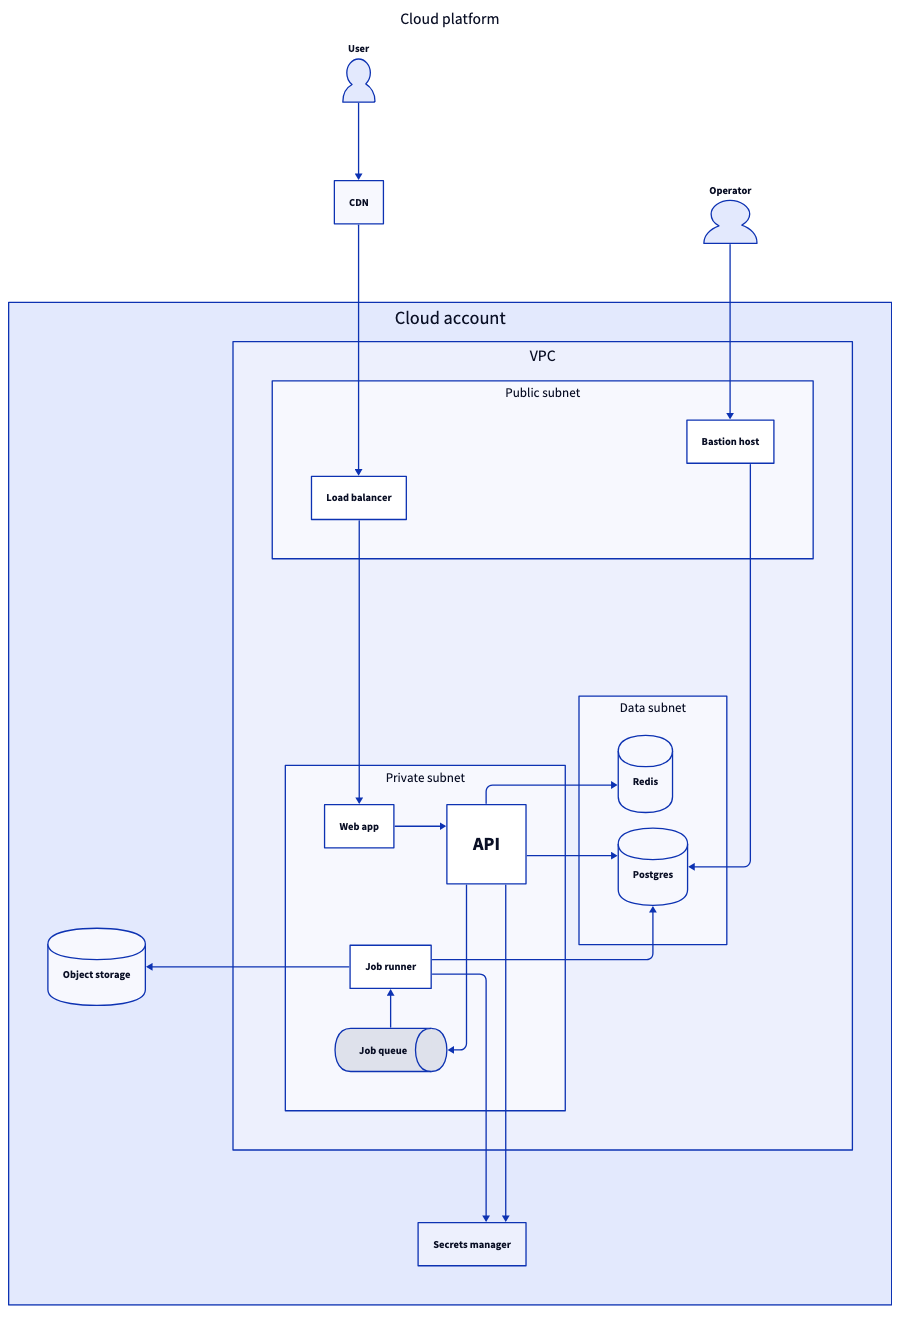 Cloud platform
User
CDN
Operator
Cloud account
VPC
Public subnet
Bastion host
Load balancer
Data subnet
Redis
Private subnet
Web app
API
Postgres
Job runner
Object storage
Job queue
Secrets manager